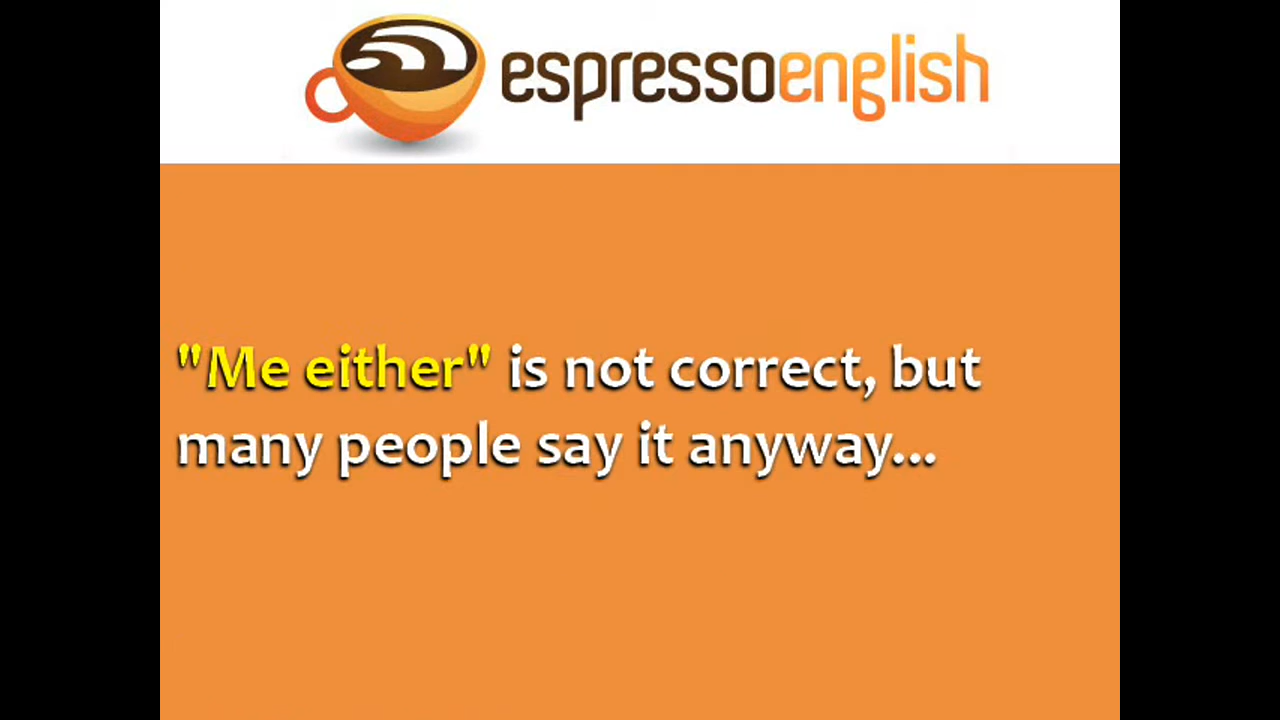 espressoenglish
"Me either" is not correct, but
many people say it anyway...